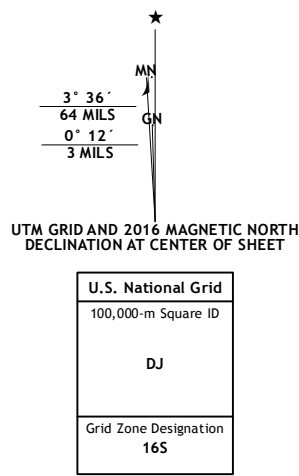 MN
3° 36´
64 MILS
GN
0° 12´
3 MILS
UTM GRID AND 2016 MAGNETIC NORTH
DECLINATION AT CENTER OF SHEET
U.S. National Grid
100,000-m Square ID
DJ
Grid Zone Designation
16S